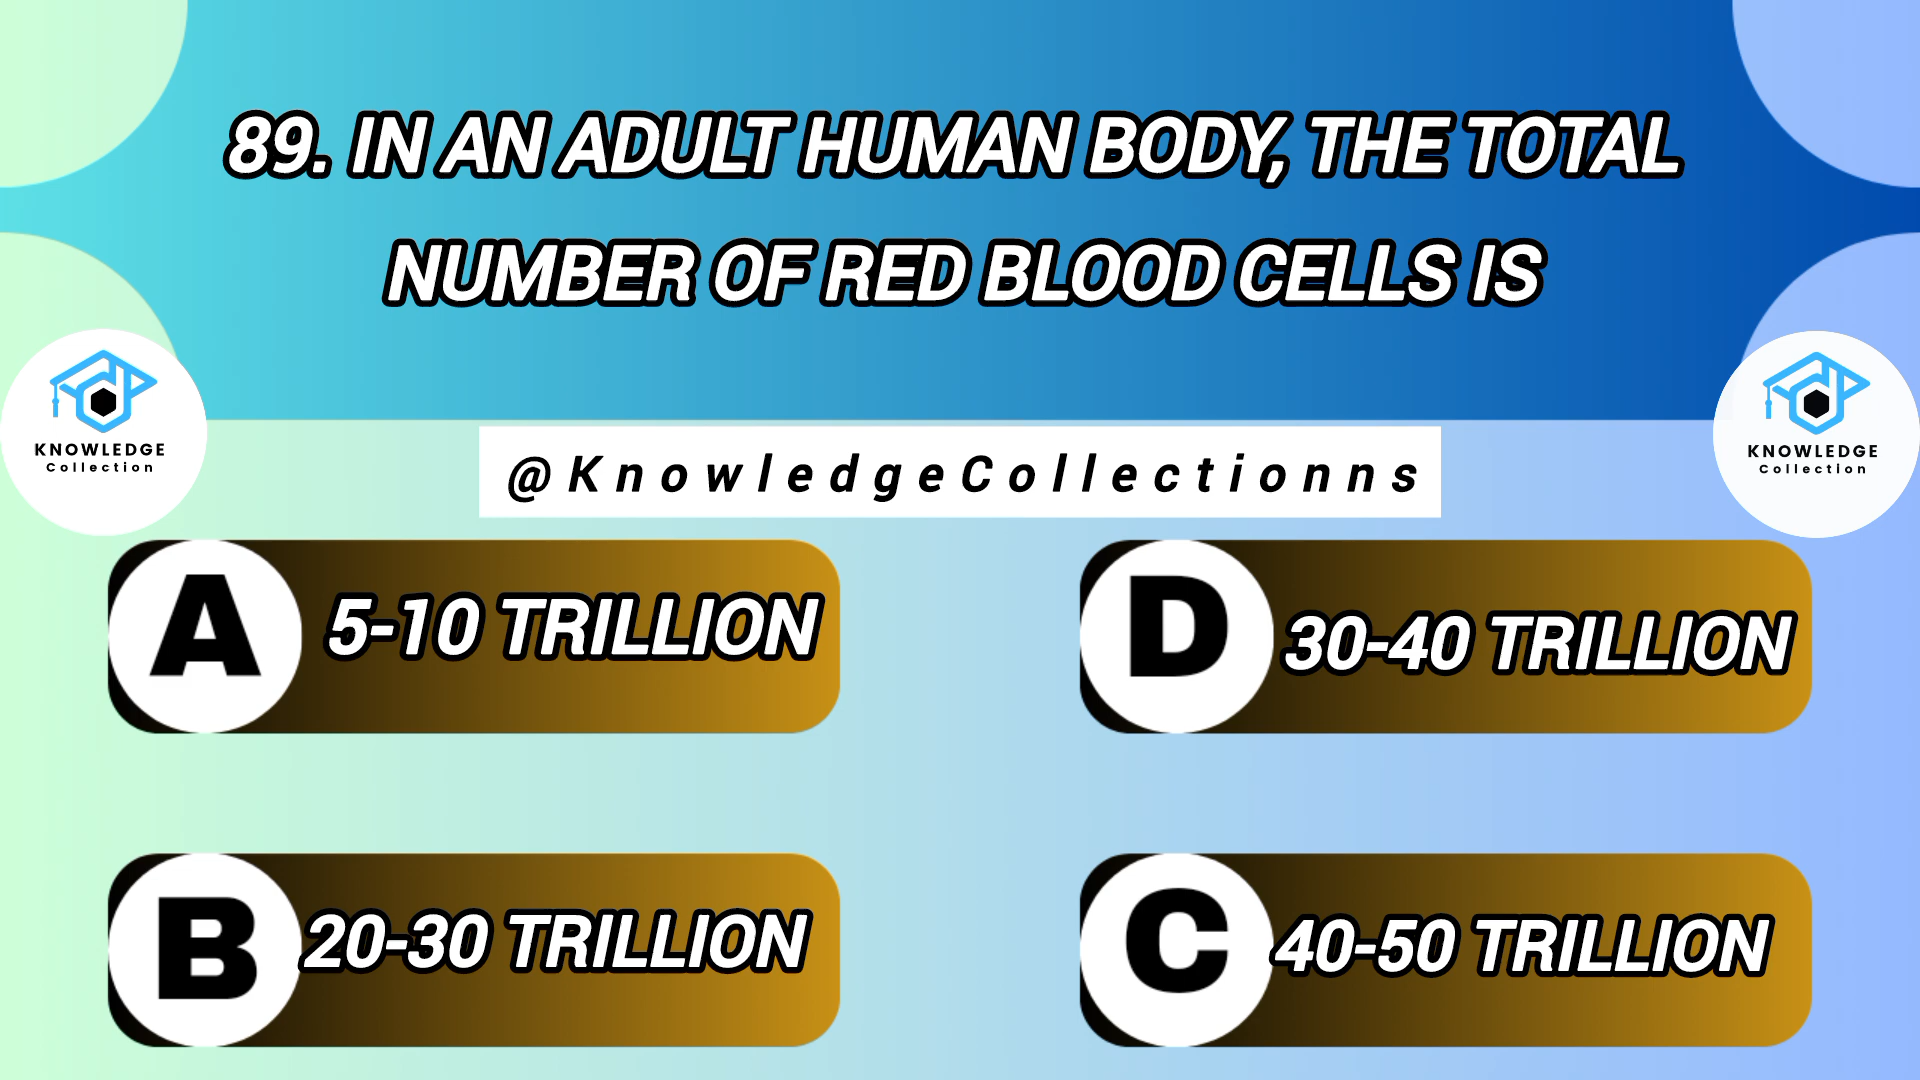 89. IN AN ADULT HUMAN BODY, THE TOTAL
NUMBER OF RED BLOOD CELLS IS
KNOWLEDGE
Collection
KNOWLEDGE
Collection
@KnowledgeCollectionns
A 5-10 TRILLION
D 30-40 TRILLION
B 20-30 TRILLION
C 40-50 TRILLION